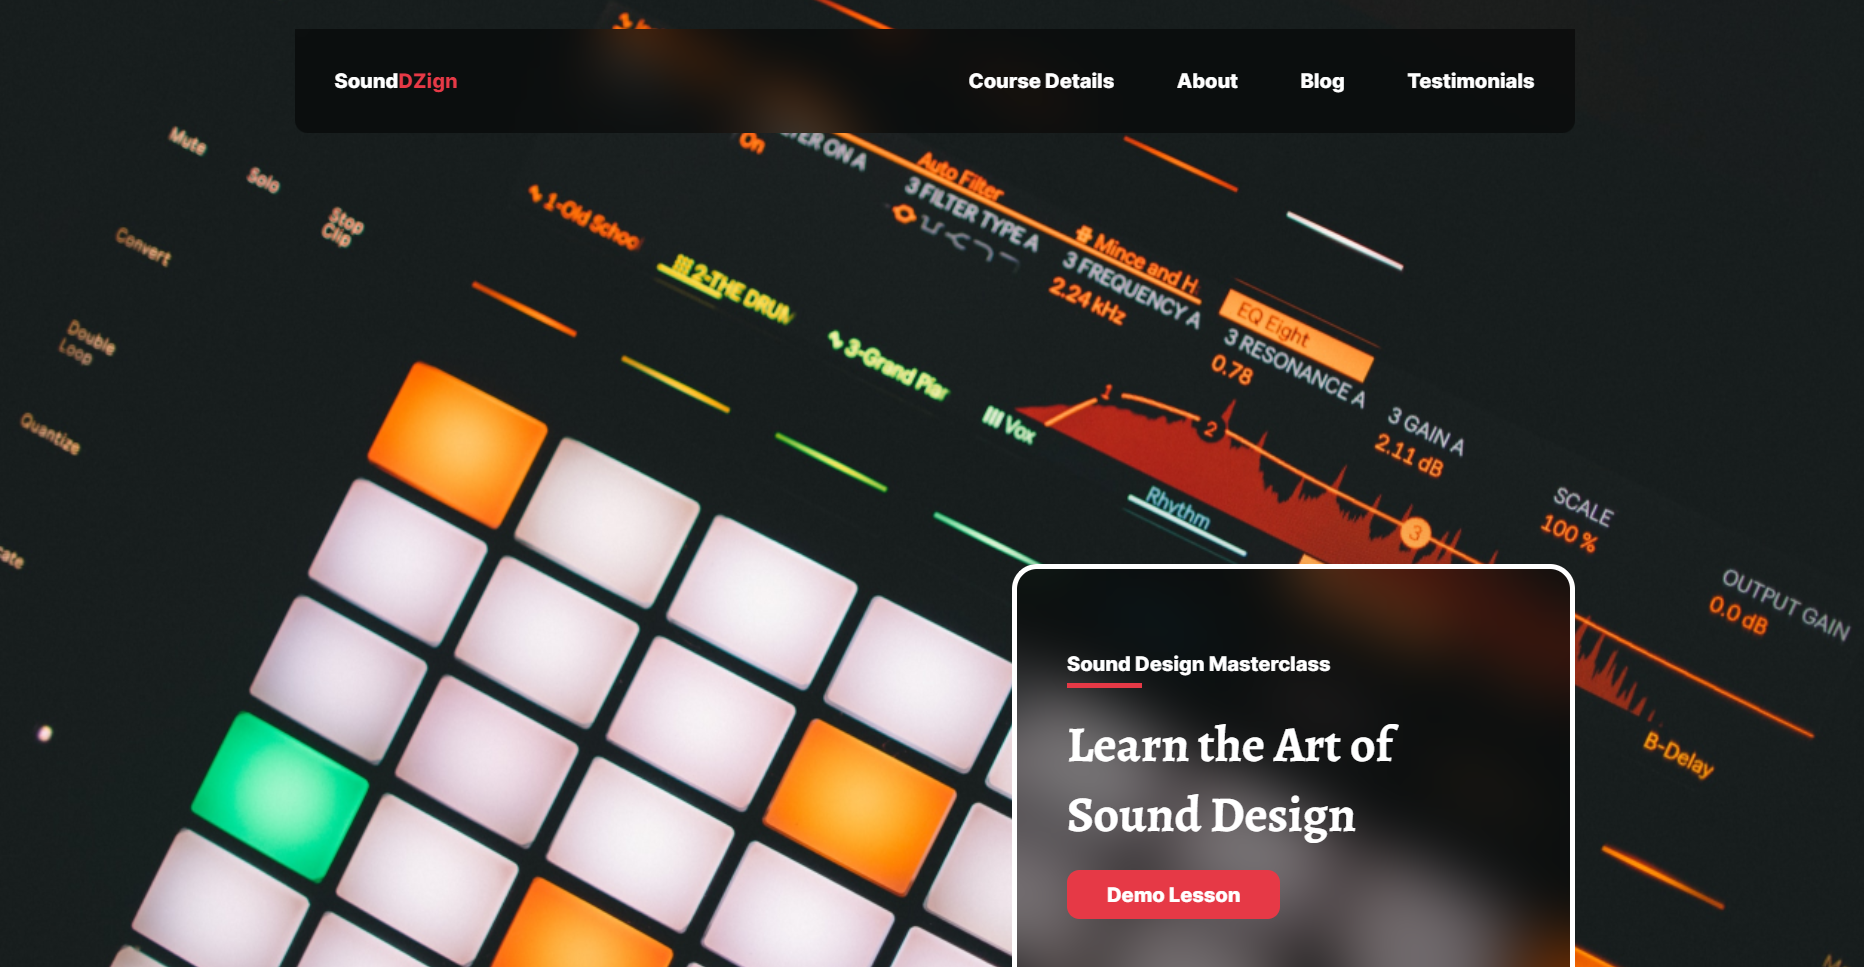 SoundDZign
Course Details
About
Blog
Testimonials
Mute
Solo
Stop
Clip
Convert
Double
Loop
Quantize
On
ER ON A
1-Old Schoo
2-THE DRUM
3-Grand Piar
Vox
Auto Filter
3 FILTER TYPE A
Mince and H
3 FREQUENCY A
2.24 kHz
EQ Eight
3 RESONANCE A
0.78
3 GAIN A
2.11 dB
1
2
3
Rhythm
SCALE
100 %
OUTPUT GAIN
0.0 dB
B-Delay
Sound Design Masterclass
Learn the Art of
Sound Design
Demo Lesson